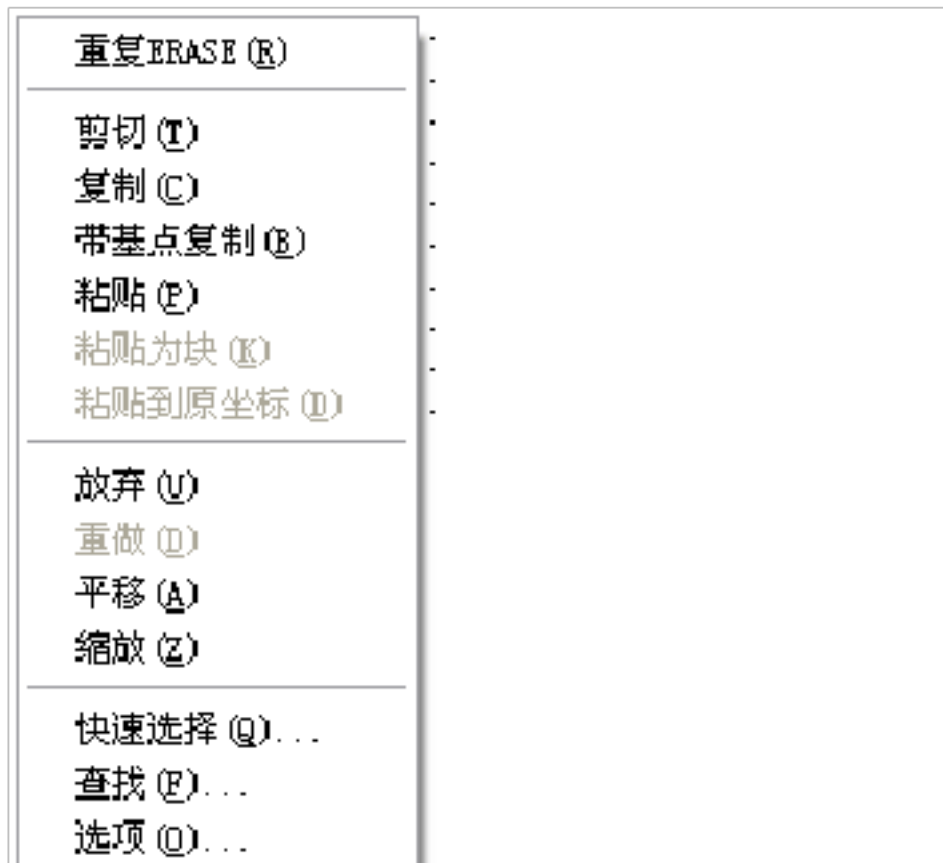 重复ERASE(R)
剪切(T)
复制(C)
带基点复制(B)
粘贴(P)
粘贴为块(K)
粘贴到原坐标(D)
放弃(U)
重做(D)
平移(A)
缩放(Z)
快速选择(Q)...
查找(F)...
选项(O)...